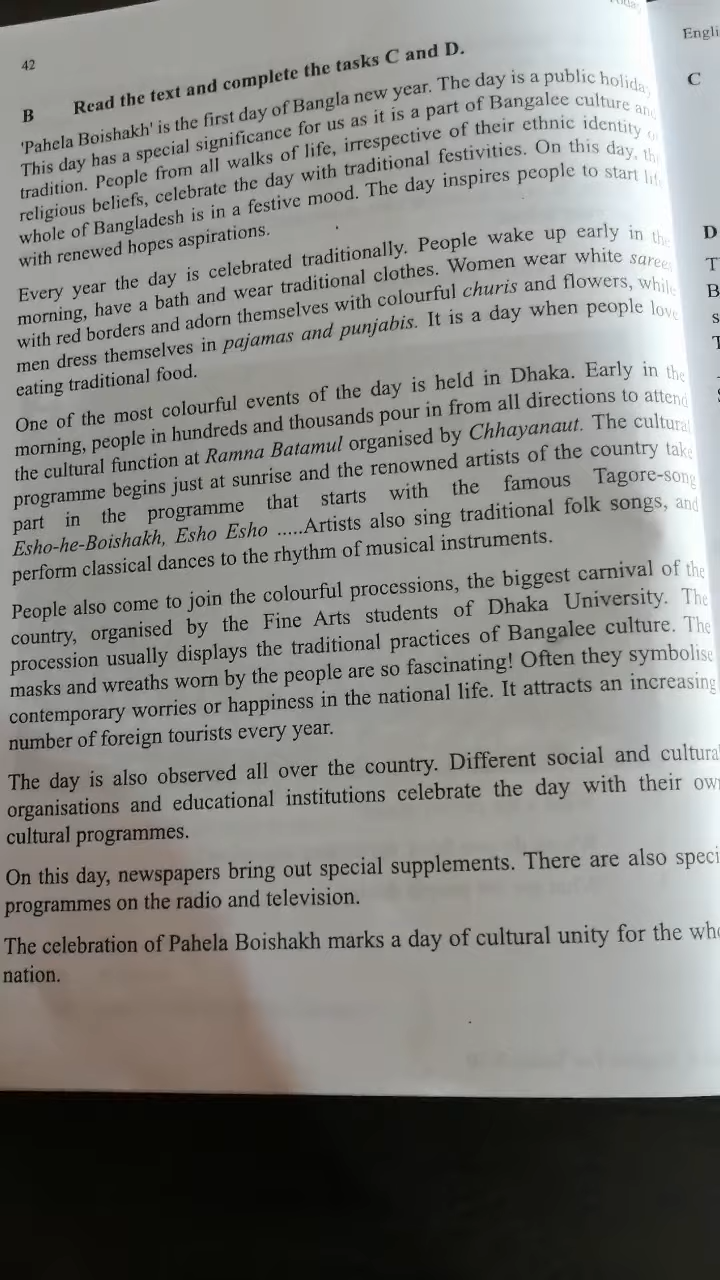 42
B Read the text and complete the tasks C and D.
'Pahela Boishakh' is the first day of Bangla new year. The day is a public
This day has a special significance for us as it is a part of Bangalee culture
tradition. People from all walks of life, irrespective of their ethnic identity
religious beliefs, celebrate the day with traditional festivities. On this day,
whole of Bangladesh is in a festive mood. The day inspires people to start
with renewed hopes aspirations.
Every year the day is celebrated traditionally. People wake up early in
morning, have a bath and wear traditional clothes. Women wear white
with red borders and adorn themselves with colourful churis and flowers, while
men dress themselves in pajamas and punjabis. It is a day when people love
eating traditional food.
One of the most colourful events of the day is held in Dhaka. Early in the
morning, people in hundreds and thousands pour in from all directions to attend
the cultural function at Ramna Batamul organised by Chhayanaut. The cultural
programme begins just at sunrise and the renowned artists of the country take
part in the programme that starts with the famous Tagore-song
Esho-he-Boishakh, Esho Esho .....Artists also sing traditional folk songs, and
perform classical dances to the rhythm of musical instruments.
People also come to join the colourful processions, the biggest carnival of the
country, organised by the Fine Arts students of Dhaka University. The
procession usually displays the traditional practices of Bangalee culture. The
masks and wreaths worn by the people are so fascinating! Often they symbolise
contemporary worries or happiness in the national life. It attracts an increasing
number of foreign tourists every year.
The day is also observed all over the country. Different social and cultural
organisations and educational institutions celebrate the day with their own
cultural programmes.
On this day, newspapers bring out special supplements. There are also speci
programmes on the radio and television.
The celebration of Pahela Boishakh marks a day of cultural unity for the
nation.
Engli
C
D
T
B
s